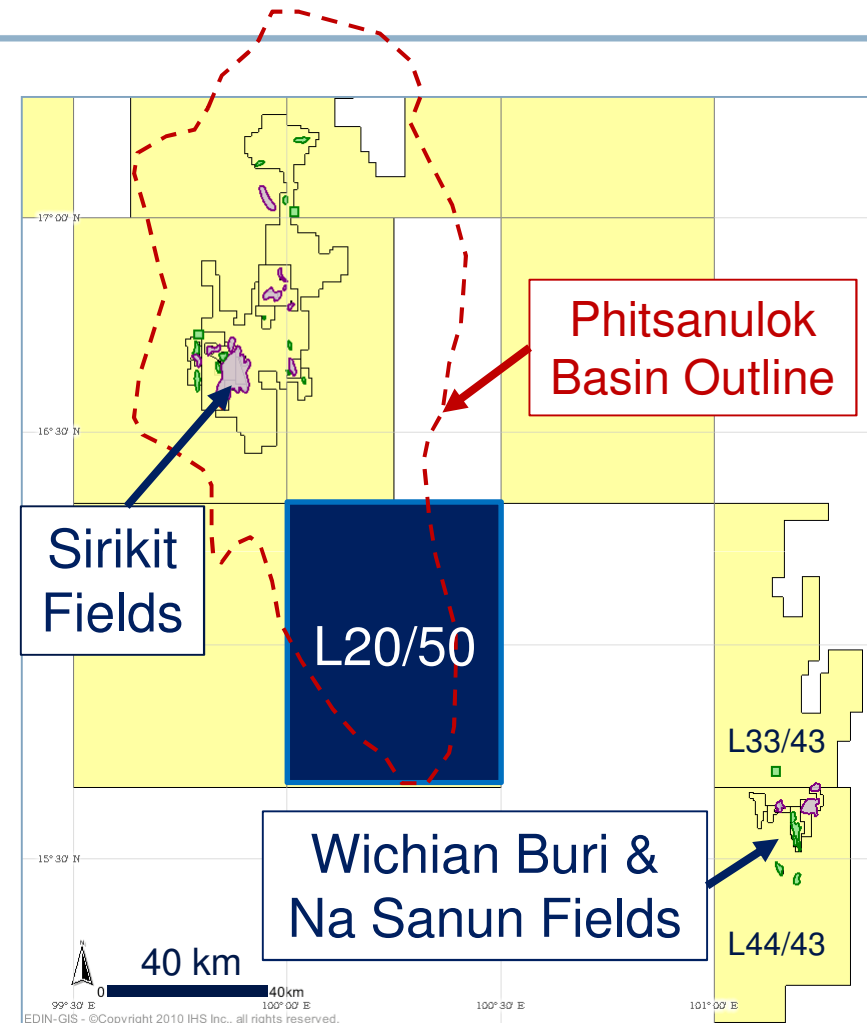 17° 00' N
Phitsanulok
Basin Outline
16° 30' N
Sirikit
Fields
L20/50
L33/43
Wichian Buri &
Na Sanun Fields
15° 30' N
L44/43
N
40 km
0
40km
99° 30' E
100° 00' E
100° 30' E
101° 00' E
EDIN-GIS - ©Copyright 2010 IHS Inc., all rights reserved.